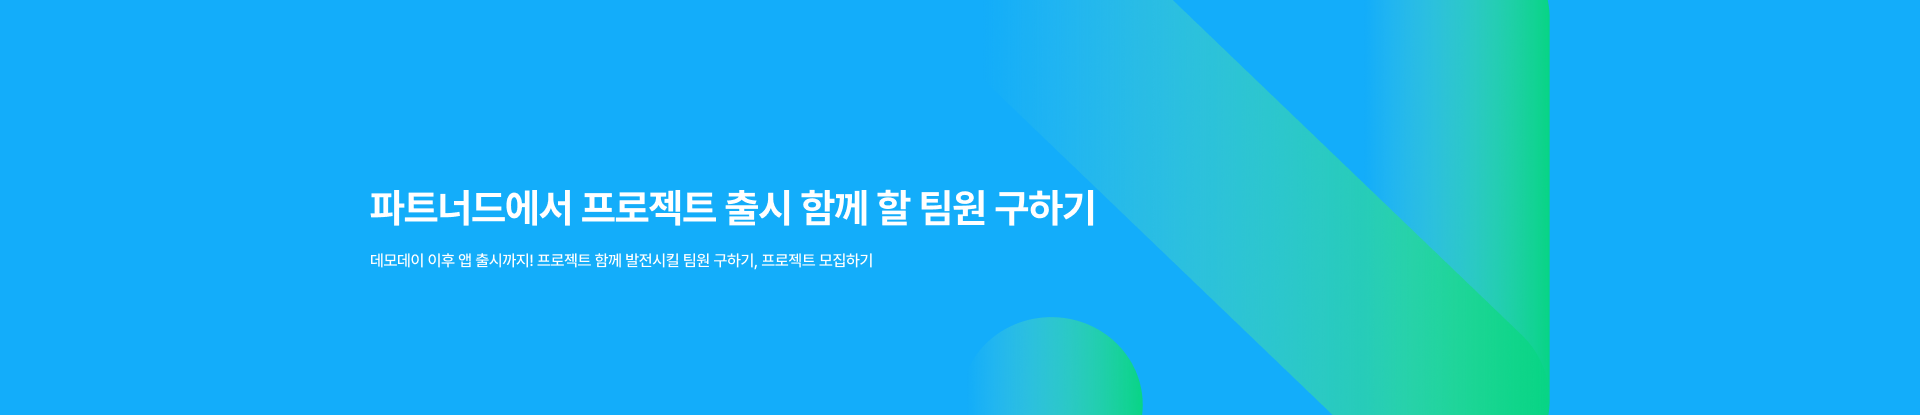 파트너드에서 프로젝트 출시 함께 할 팀원 구하기
데모데이 이후 앱 출시까지! 프로젝트 함께 발전시킬 팀원 구하기, 프로젝트 모집하기